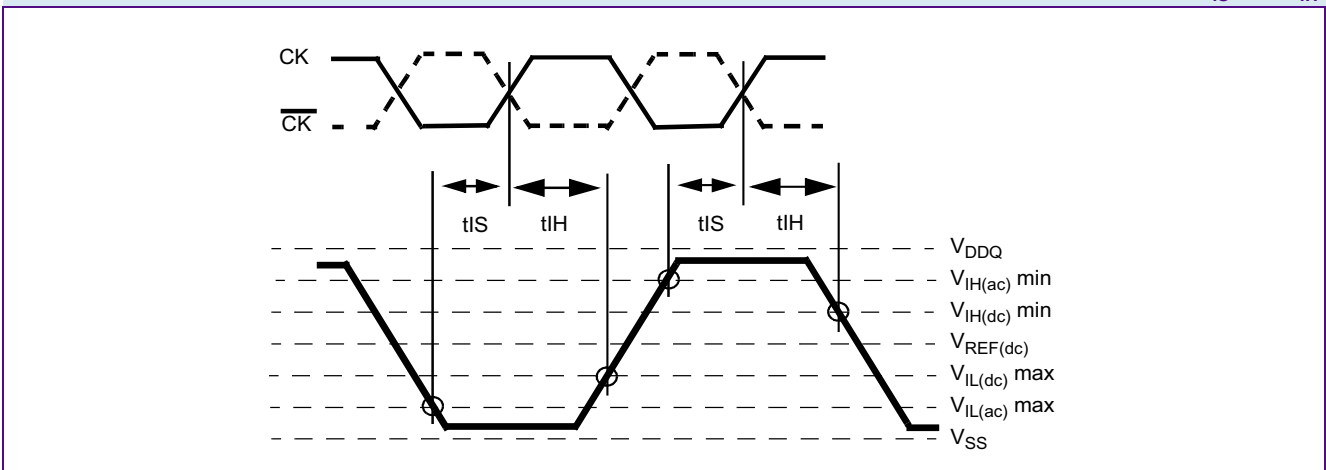 CK
CK
tIS tIH tIS tIH
VDDQ
VIH(ac) min
VIH(dc) min
VREF(dc)
VIL(dc) max
VIL(ac) max
VSS